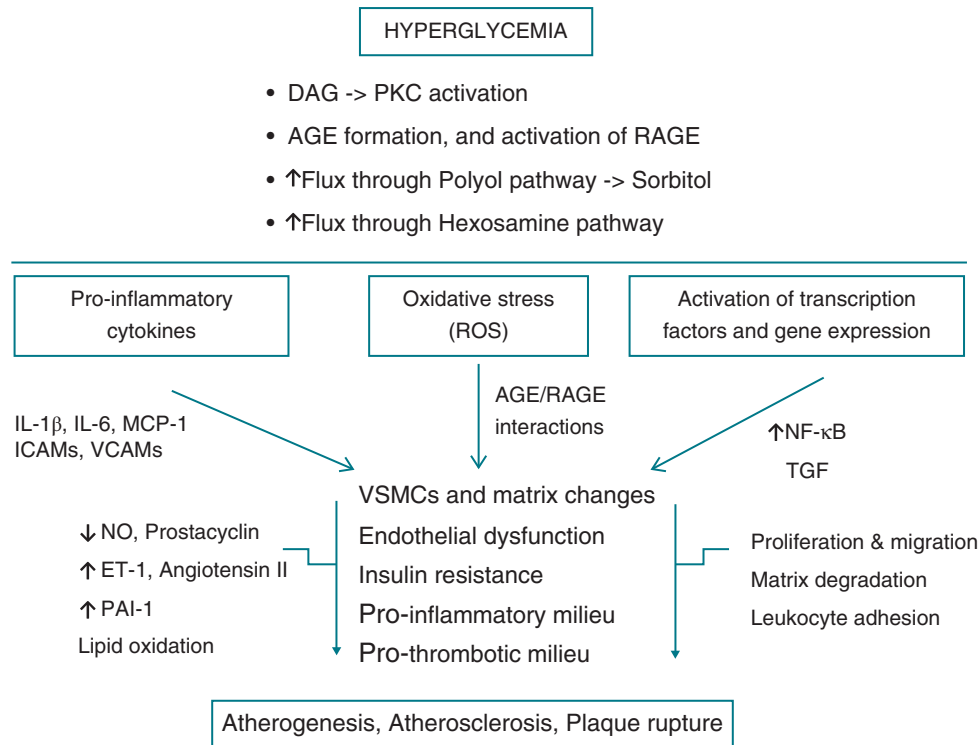 HYPERGLYCEMIA
• DAG -> PKC activation
• AGE formation, and activation of RAGE
• ↑Flux through Polyol pathway -> Sorbitol
• ↑Flux through Hexosamine pathway
Pro-inflammatory
cytokines
Oxidative stress
(ROS)
Activation of transcription
factors and gene expression
IL-1β, IL-6, MCP-1
ICAMs, VCAMs
AGE/RAGE
interactions
↑NF-κB
TGF
VSMCs and matrix changes
Endothelial dysfunction
Insulin resistance
Pro-inflammatory milieu
Pro-thrombotic milieu
↓ NO, Prostacyclin
↑ ET-1, Angiotensin II
↑ PAI-1
Lipid oxidation
Proliferation & migration
Matrix degradation
Leukocyte adhesion
Atherogenesis, Atherosclerosis, Plaque rupture